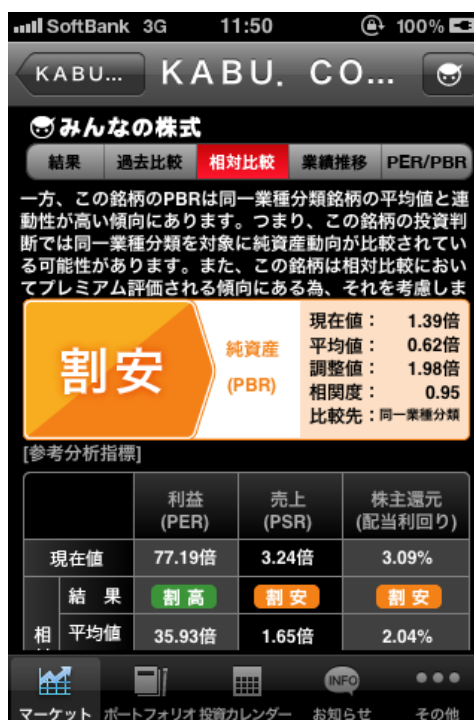 SoftBank 3G 11:50 100%
KABU... KABU. CO...
みんなの株式
結果 過去比較 相対比較 業績推移 PER/PBR
一方、この銘柄のPBRは同一業種分類銘柄の平均値と連
動性が高い傾向にあります。つまり、この銘柄の投資判
断では同一業種分類を対象に純資産動向が比較されてい
る可能性があります。また、この銘柄は相対比較におい
てプレミアム評価される傾向にある為、それを考慮しま
割安
純資産
(PBR)
現在値： 1.39倍
平均値： 0.62倍
調整値： 1.98倍
相関度： 0.95
比較先：同一業種分類
[参考分析指標]
利益 売上 株主還元
(PER) (PSR) (配当利回り)
現在値 77.19倍 3.24倍 3.09%
結 果 割高 割安 割安
相 平均値 35.93倍 1.65倍 2.04%
INFO
マーケット ポートフォリオ 投資カレンダー お知らせ その他